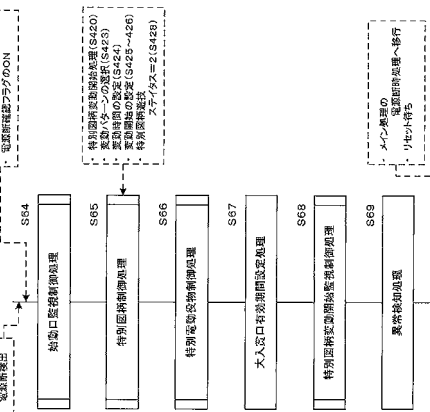 電源断検出
・ 電源断確認フラグのON
S64
始動口監視制御処理
S65
特別図柄制御処理
特別図柄変動開始処理(S420)
・ 変動パターンの選択(S423)
・ 変動時間の設定(S424)
・ 変動開始の設定(S425~426)
・ 特別図柄遊技
ステイタス=2(S428)
S66
特別電動役物制御処理
S67
大入賞口有効期間設定処理
S68
特別図柄変動開始監視制御処理
S69
異常検知処理
・ メイン処理の
電源断時処理へ移行
・ リセット待ち